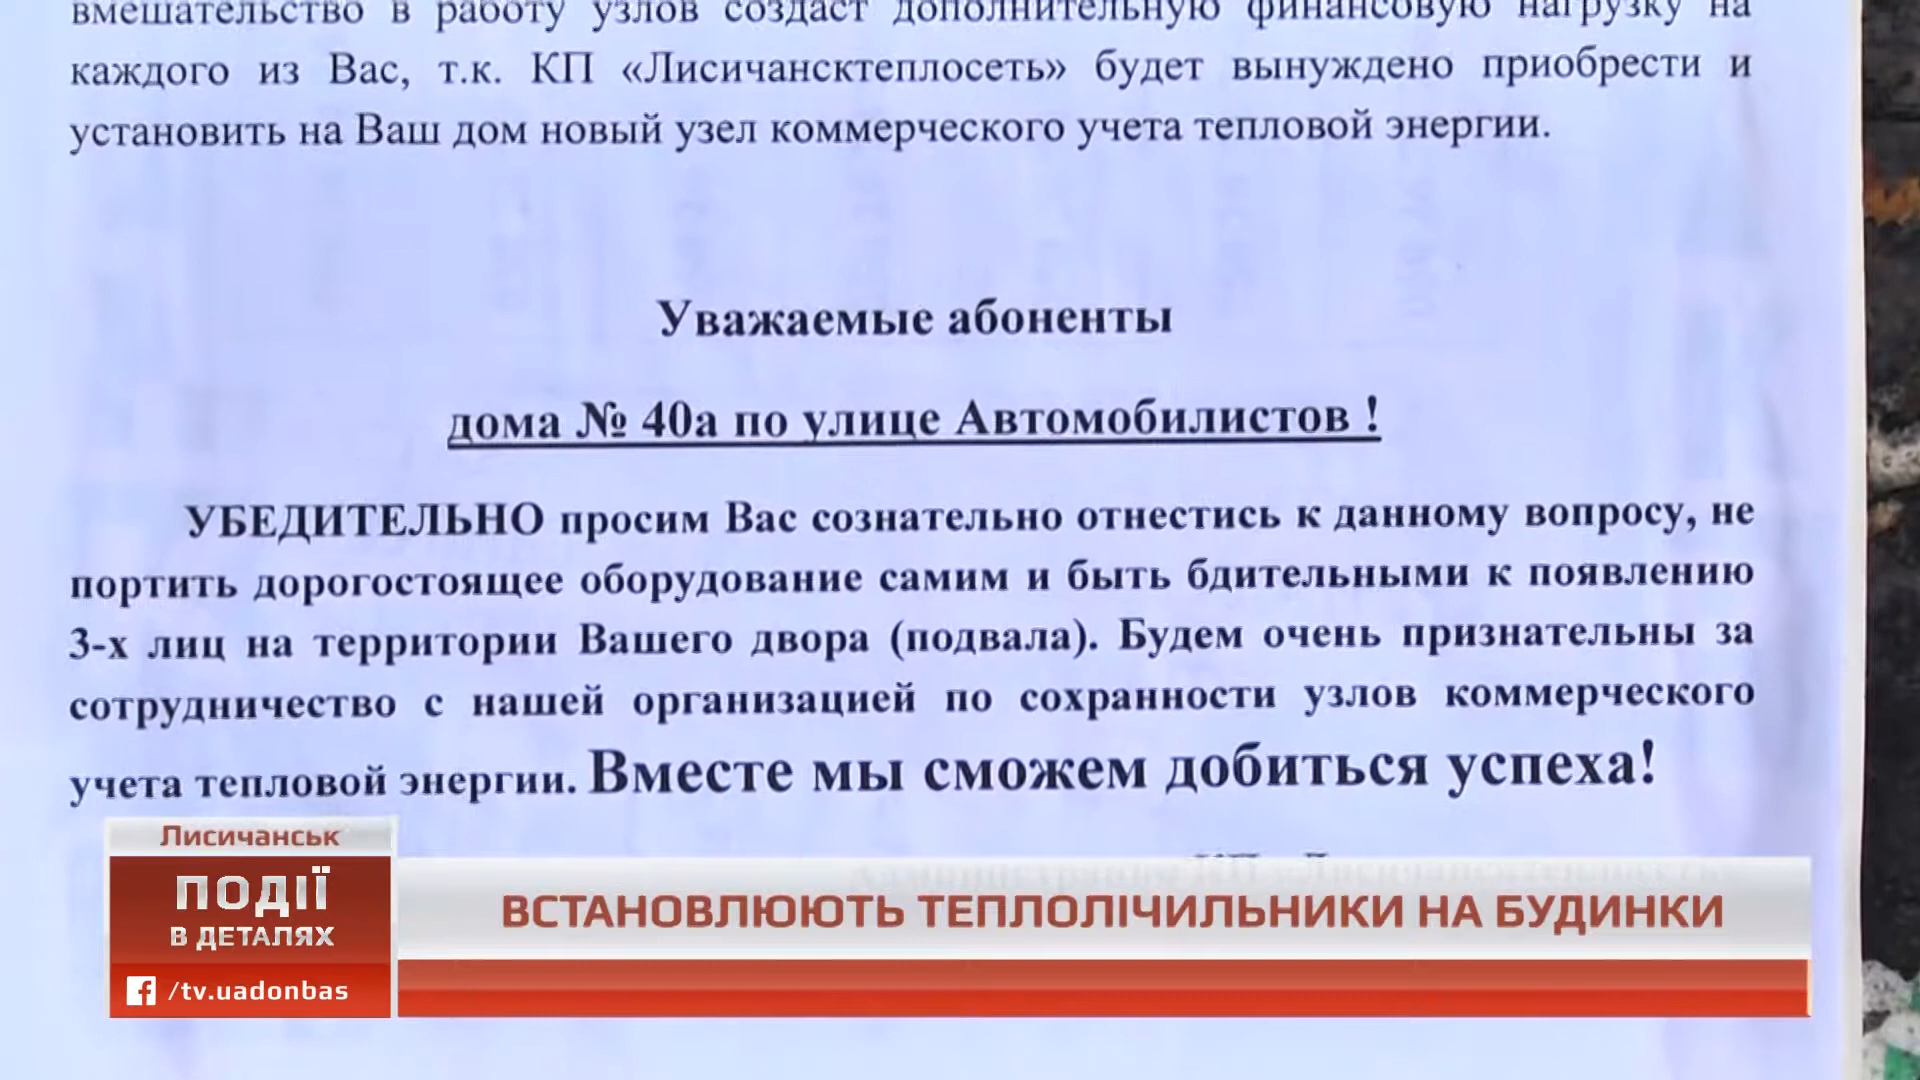 вмешательство в работу узлов создаст дополнительную финансовую нагрузку на
каждого из Вас, т.к. КП «Лисичансктеплосеть» будет вынуждено приобрести и
установить на Ваш дом новый узел коммерческого учета тепловой энергии.
Уважаемые абоненты
дома № 40а по улице Автомобилистов !
УБЕДИТЕЛЬНО просим Вас сознательно отнестись к данному вопросу, не
портить дорогостоящее оборудование самим и быть бдительными к появлению
3-х лиц на территории Вашего двора (подвала). Будем очень признательны за
сотрудничество с нашей организацией по сохранности узлов коммерческого
учета тепловой энергии. Вместе мы сможем добиться успеха!
Лисичанськ
ПОДІЇ
В ДЕТАЛЯХ
/tv.uadonbas
ВСТАНОВЛЮЮТЬ ТЕПЛОЛІЧИЛЬНИКИ НА БУДИНКИ